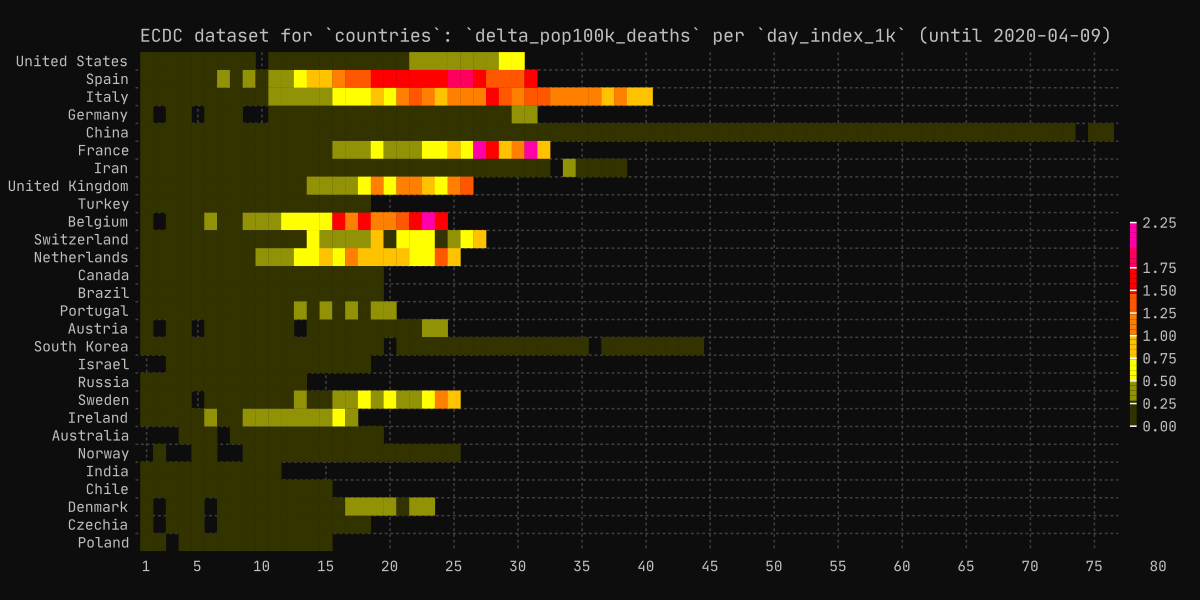 ECDC dataset for `countries`: `delta_pop100k_deaths` per `day_index_1k` (until 2020-04-09)
United States
Spain
Italy
Germany
China
France
Iran
United Kingdom
Turkey
Belgium
Switzerland
Netherlands
Canada
Brazil
Portugal
Austria
South Korea
Israel
Russia
Sweden
Ireland
Australia
Norway
India
Chile
Denmark
Czechia
Poland
2.25
1.75
1.50
1.25
1.00
0.75
0.50
0.25
0.00
1 5 10 15 20 25 30 35 40 45 50 55 60 65 70 75 80